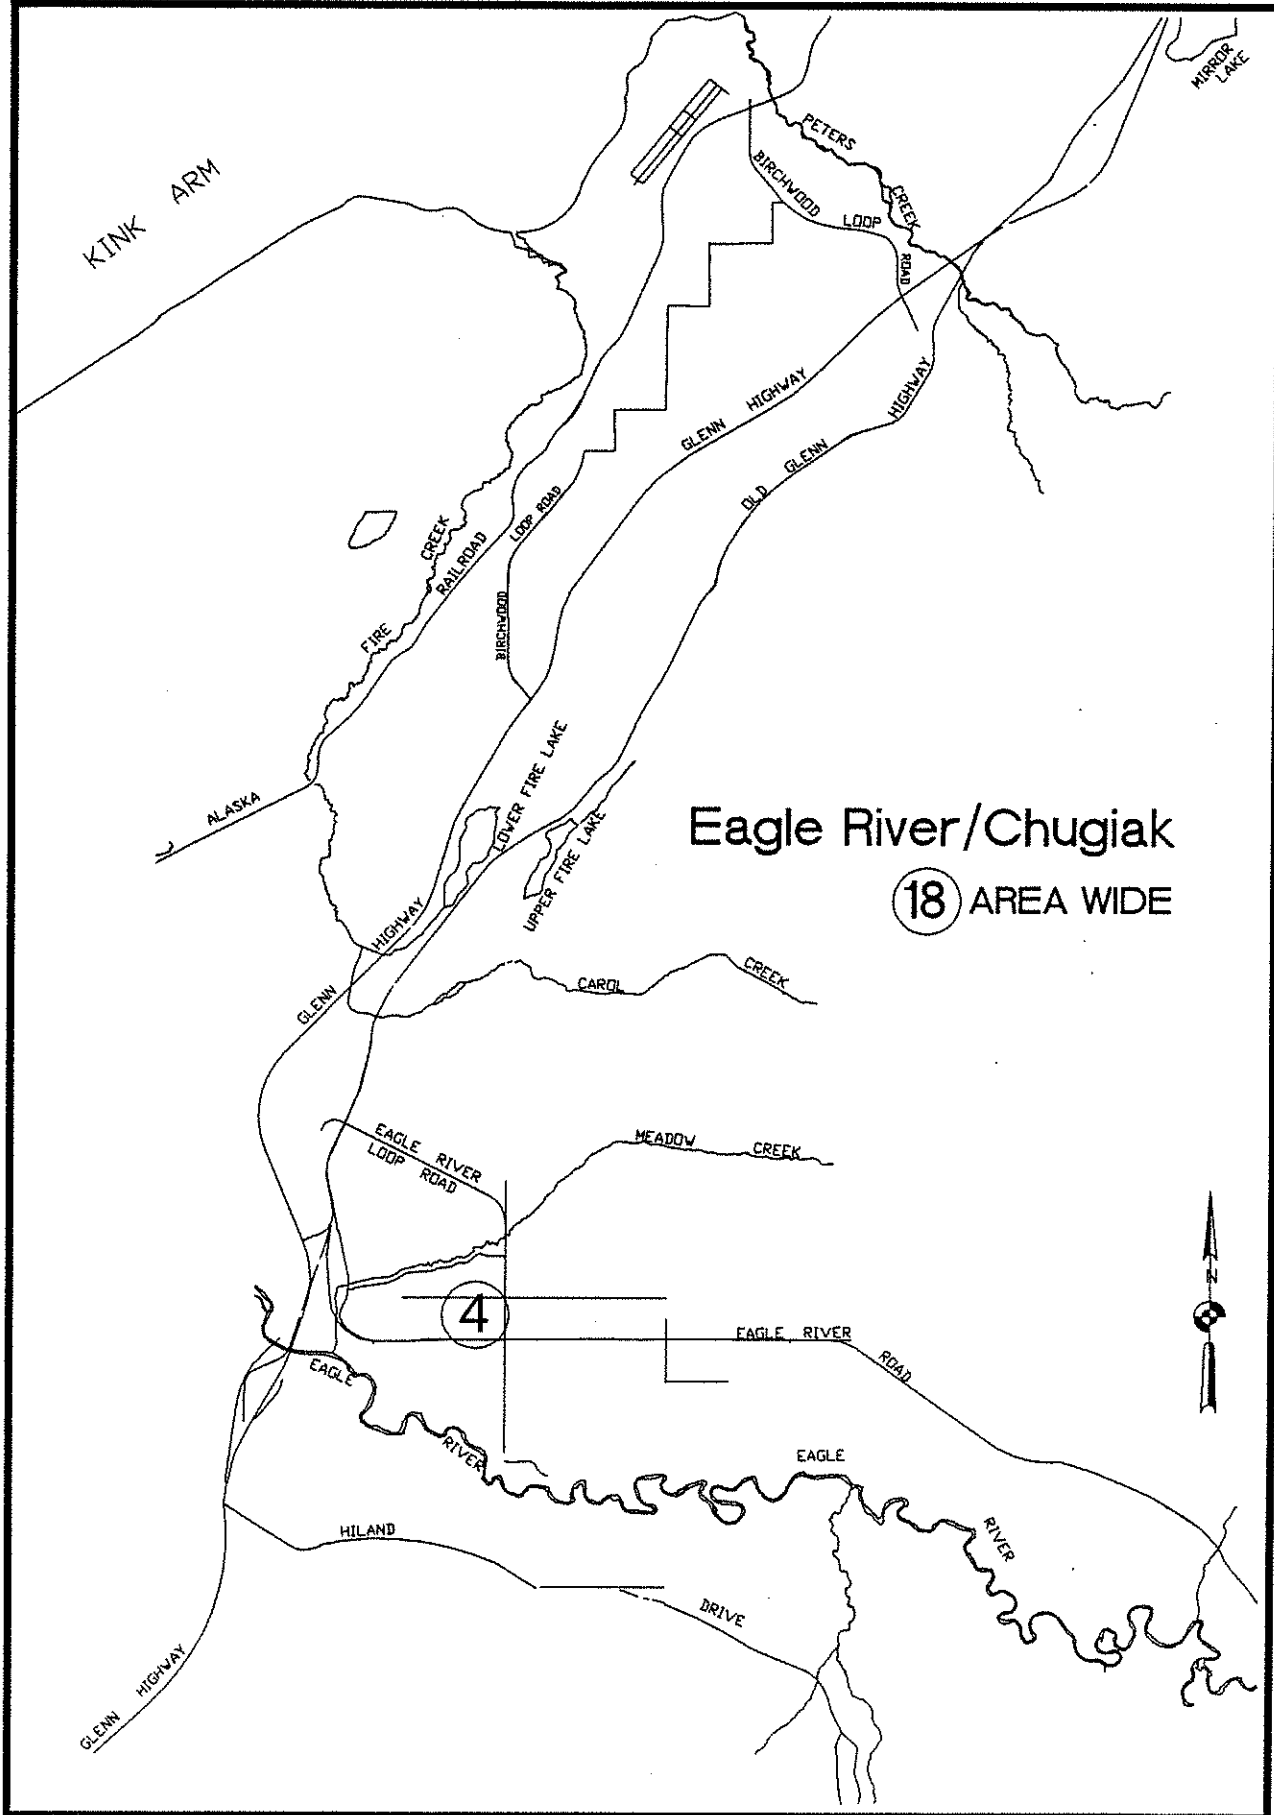 MIRROR
LAKE
KINK ARM
PETERS
CREEK
BIRCHWOOD
LOOP
ROAD
GLENN HIGHWAY
OLD GLENN HIGHWAY
FIRE CREEK
RAILROAD
LOOP ROAD
BIRCHWOOD
ALASKA
LOWER FIRE LAKE
UPPER FIRE LAKE
Eagle River/Chugiak
18 AREA WIDE
GLENN HIGHWAY
CAROL CREEK
EAGLE RIVER
LOOP ROAD
MEADOW CREEK
N
4
EAGLE RIVER ROAD
EAGLE RIVER
EAGLE RIVER
HILAND DRIVE
GLENN HIGHWAY